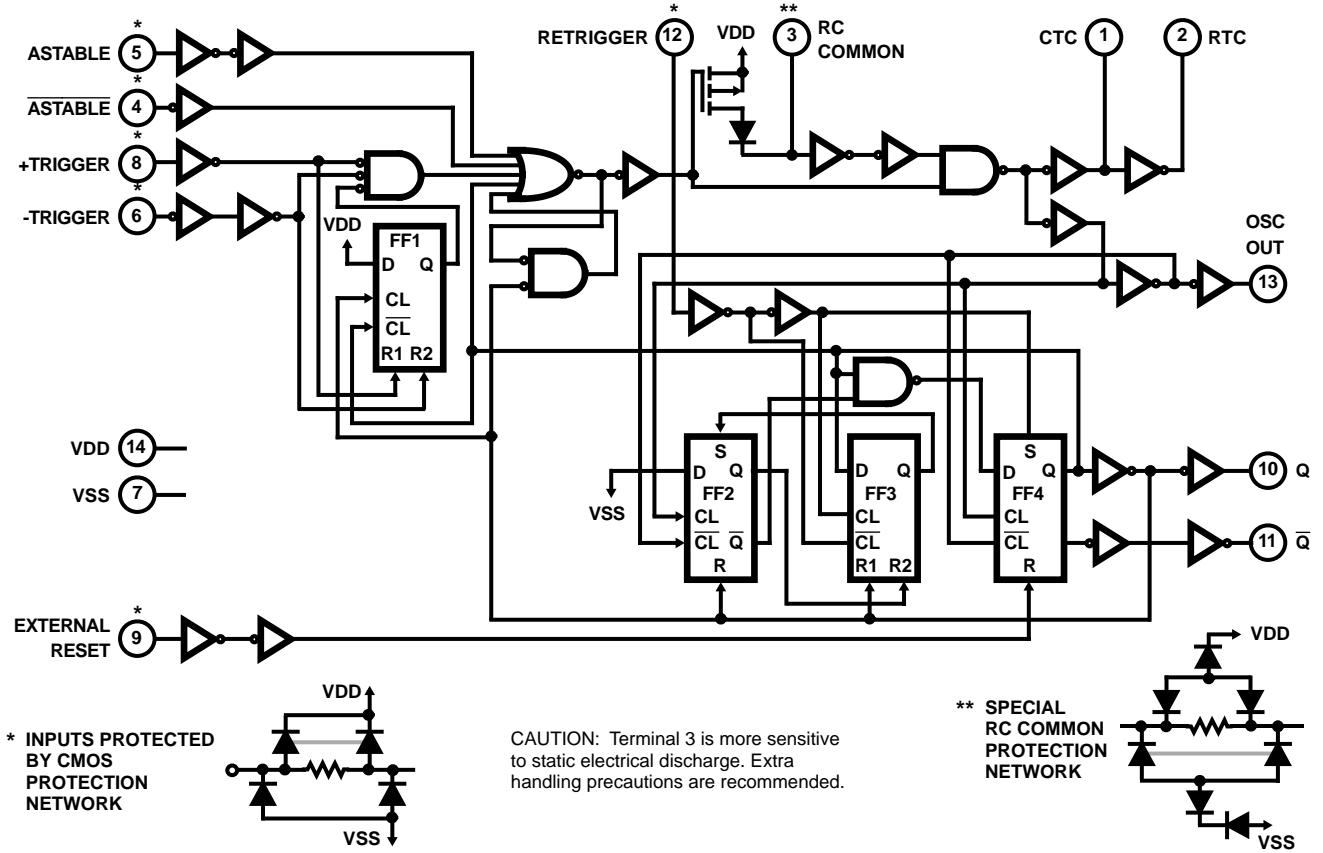 *
ASTABLE 5
*
ASTABLE 4
*
+TRIGGER 8
*
-TRIGGER 6
*
RETRIGGER 12
VDD
**
3 RC
COMMON
CTC 1
2 RTC
OSC
OUT
13
VDD
FF1
D Q
CL
CL
R1 R2
VDD 14
VSS 7
VSS
S
D Q
FF2
CL
CL Q
R
D Q
FF3
CL
CL
R1 R2
S
D Q
FF4
CL
CL
R
10 Q
11 Q
*
EXTERNAL
RESET 9
* INPUTS PROTECTED
BY CMOS
PROTECTION
NETWORK
VDD
VSS
CAUTION: Terminal 3 is more sensitive
to static electrical discharge. Extra
handling precautions are recommended.
** SPECIAL
RC COMMON
PROTECTION
NETWORK
VDD
VSS